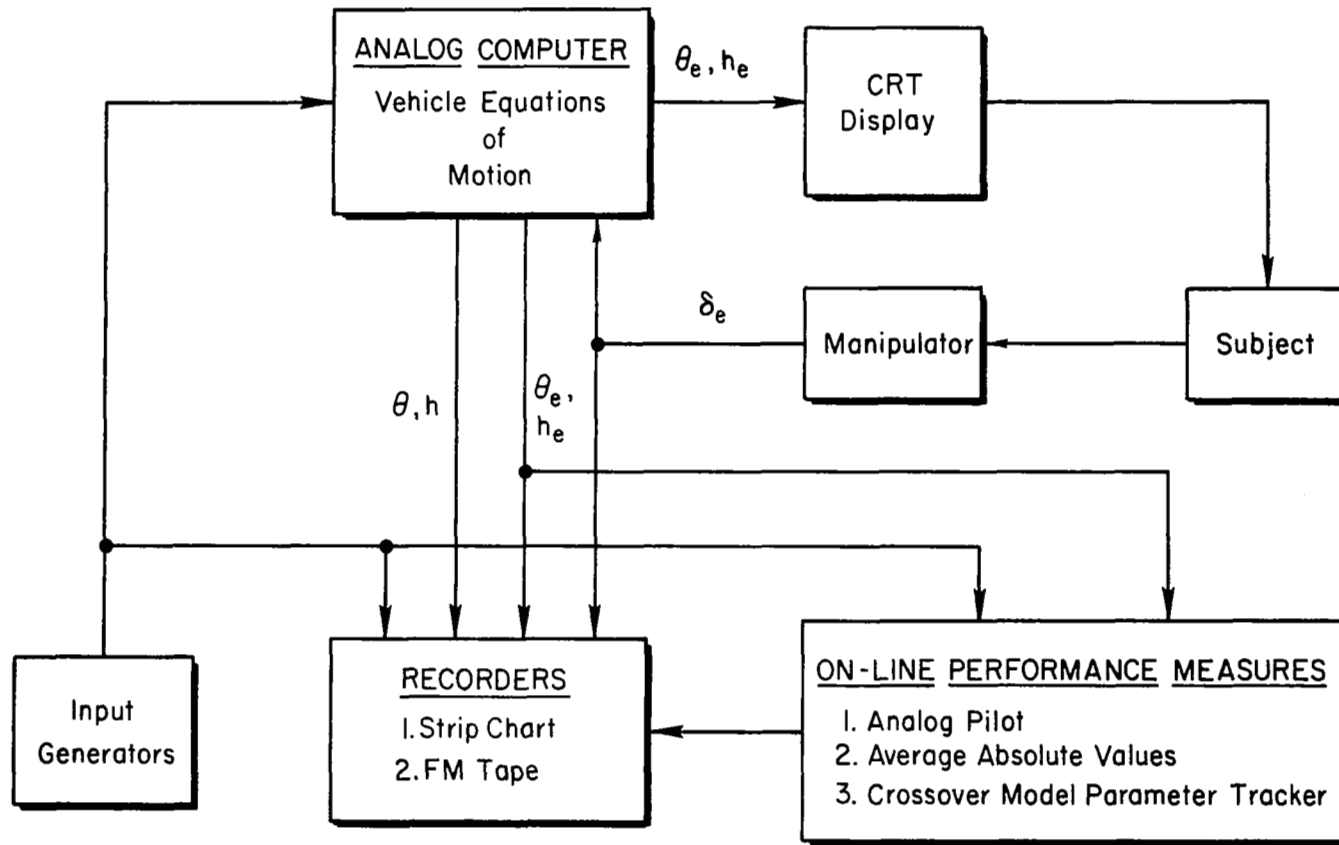 ANALOG COMPUTER
Vehicle Equations
of
Motion
θe, he
CRT
Display
δe
Manipulator
Subject
θ, h
θe,
he
Input
Generators
RECORDERS
1. Strip Chart
2. FM Tape
ON-LINE PERFORMANCE MEASURES
1. Analog Pilot
2. Average Absolute Values
3. Crossover Model Parameter Tracker